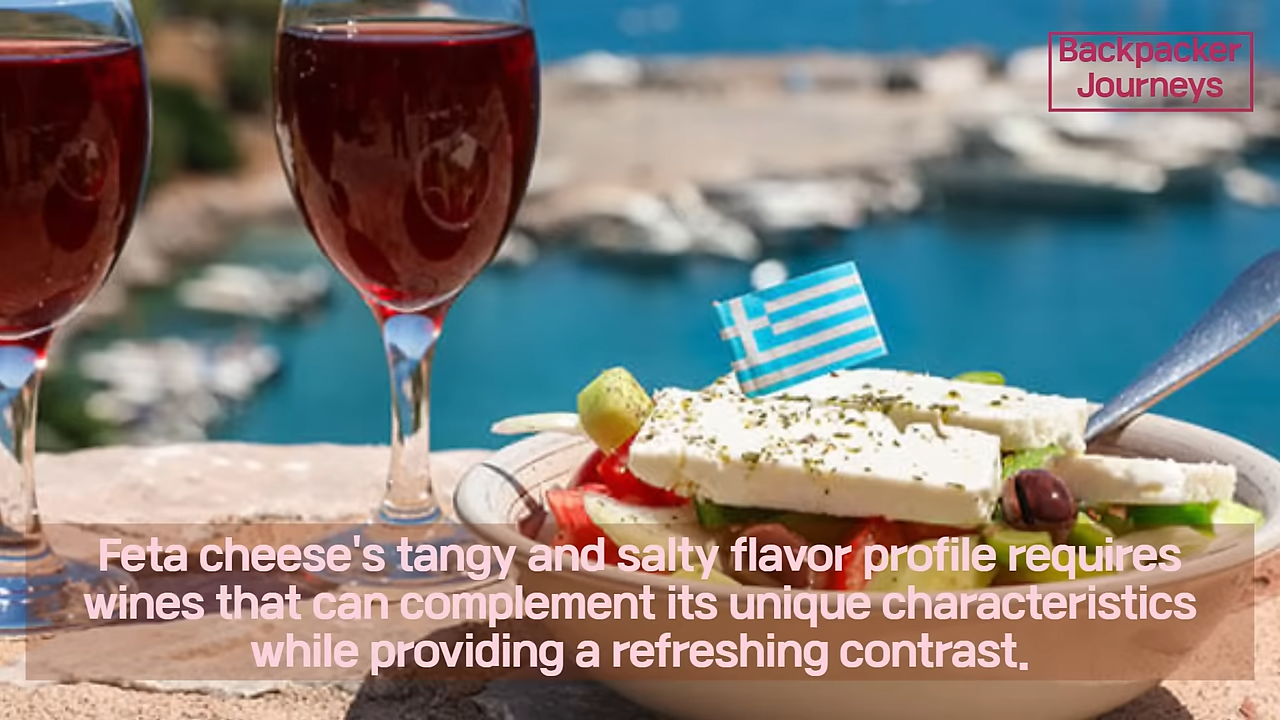 Backpacker
Journeys
Feta cheese's tangy and salty flavor profile requires
wines that can complement its unique characteristics
while providing a refreshing contrast.